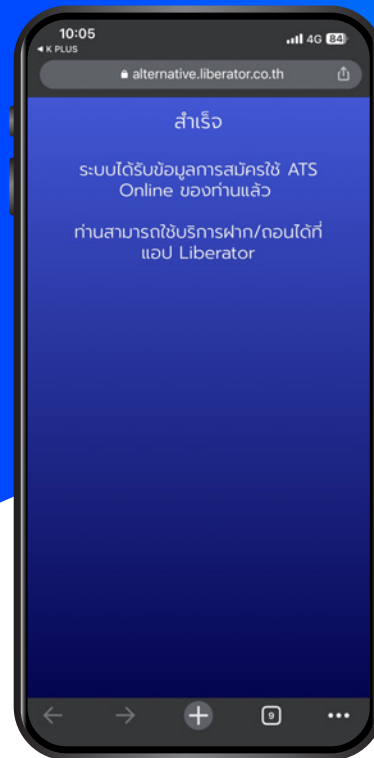 10:05
4G 84
◀ K PLUS
alternative.liberator.co.th
สำเร็จ
ระบบได้รับข้อมูลการสมัครใช้ ATS
Online ของท่านแล้ว
ท่านสามารถใช้บริการฝาก/ถอนได้ที่
แอป Liberator
9